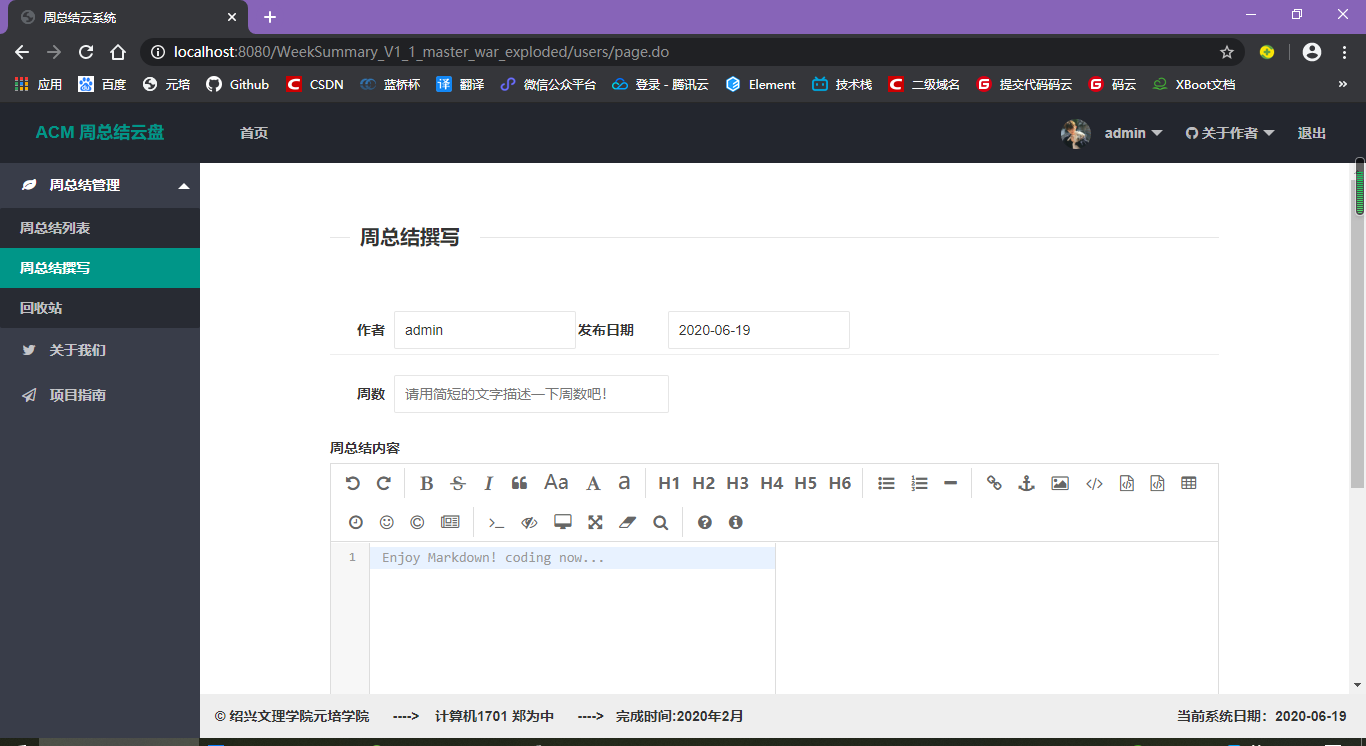 周总结云系统
localhost:8080/WeekSummary_V1_1_master_war_exploded/users/page.do
应用 百度 元培 Github CSDN 蓝桥杯 译 翻译 微信公众平台 登录 - 腾讯云 Element 技术栈 二级域名 提交代码码云 码云 XBoot文档 »
ACM 周总结云盘 首页 admin 关于作者 退出
周总结管理
周总结列表
周总结撰写
回收站
关于我们
项目指南
周总结撰写
作者 admin 发布日期 2020-06-19
周数 请用简短的文字描述一下周数吧!
周总结内容
B S I Aa A a H1 H2 H3 H4 H5 H6
1 Enjoy Markdown! coding now...
© 绍兴文理学院元培学院 ----> 计算机1701 郑为中 ----> 完成时间:2020年2月 当前系统日期：2020-06-19